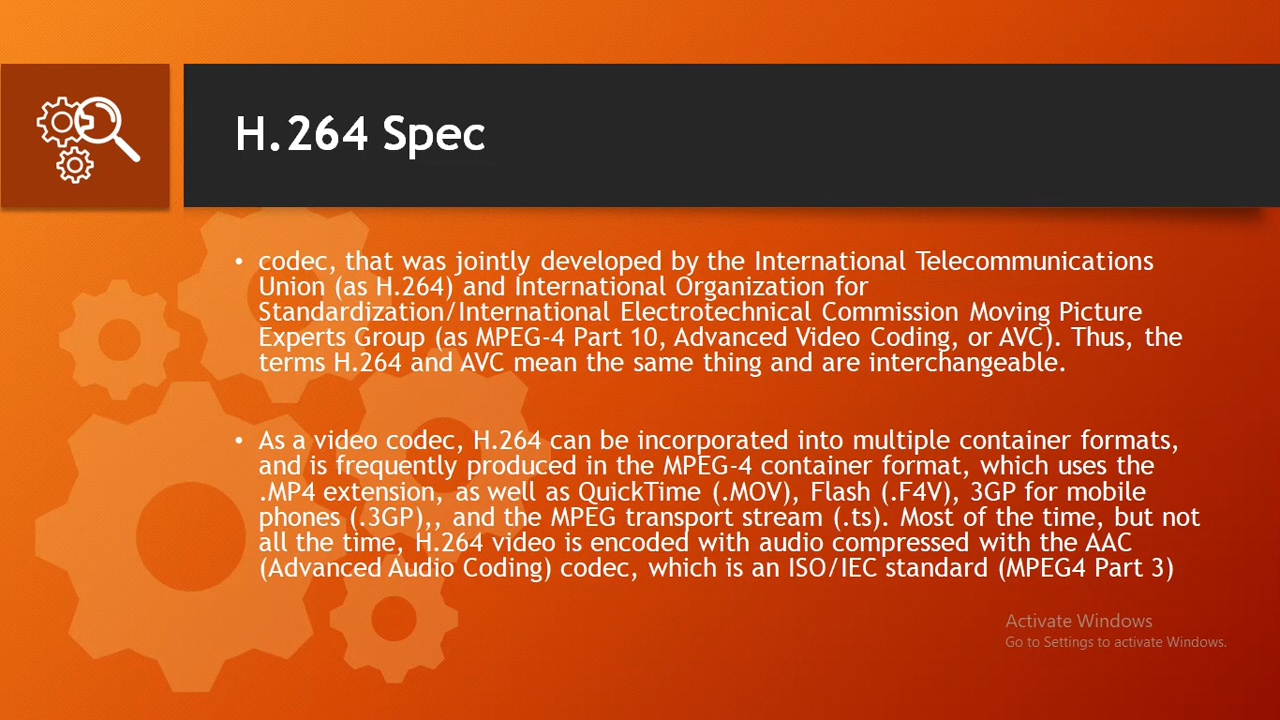 H.264 Spec
• codec, that was jointly developed by the International Telecommunications
Union (as H.264) and International Organization for
Standardization/International Electrotechnical Commission Moving Picture
Experts Group (as MPEG-4 Part 10, Advanced Video Coding, or AVC). Thus, the
terms H.264 and AVC mean the same thing and are interchangeable.
• As a video codec, H.264 can be incorporated into multiple container formats,
and is frequently produced in the MPEG-4 container format, which uses the
.MP4 extension, as well as QuickTime (.MOV), Flash (.F4V), 3GP for mobile
phones (.3GP),, and the MPEG transport stream (.ts). Most of the time, but not
all the time, H.264 video is encoded with audio compressed with the AAC
(Advanced Audio Coding) codec, which is an ISO/IEC standard (MPEG4 Part 3)
Activate Windows
Go to Settings to activate Windows.